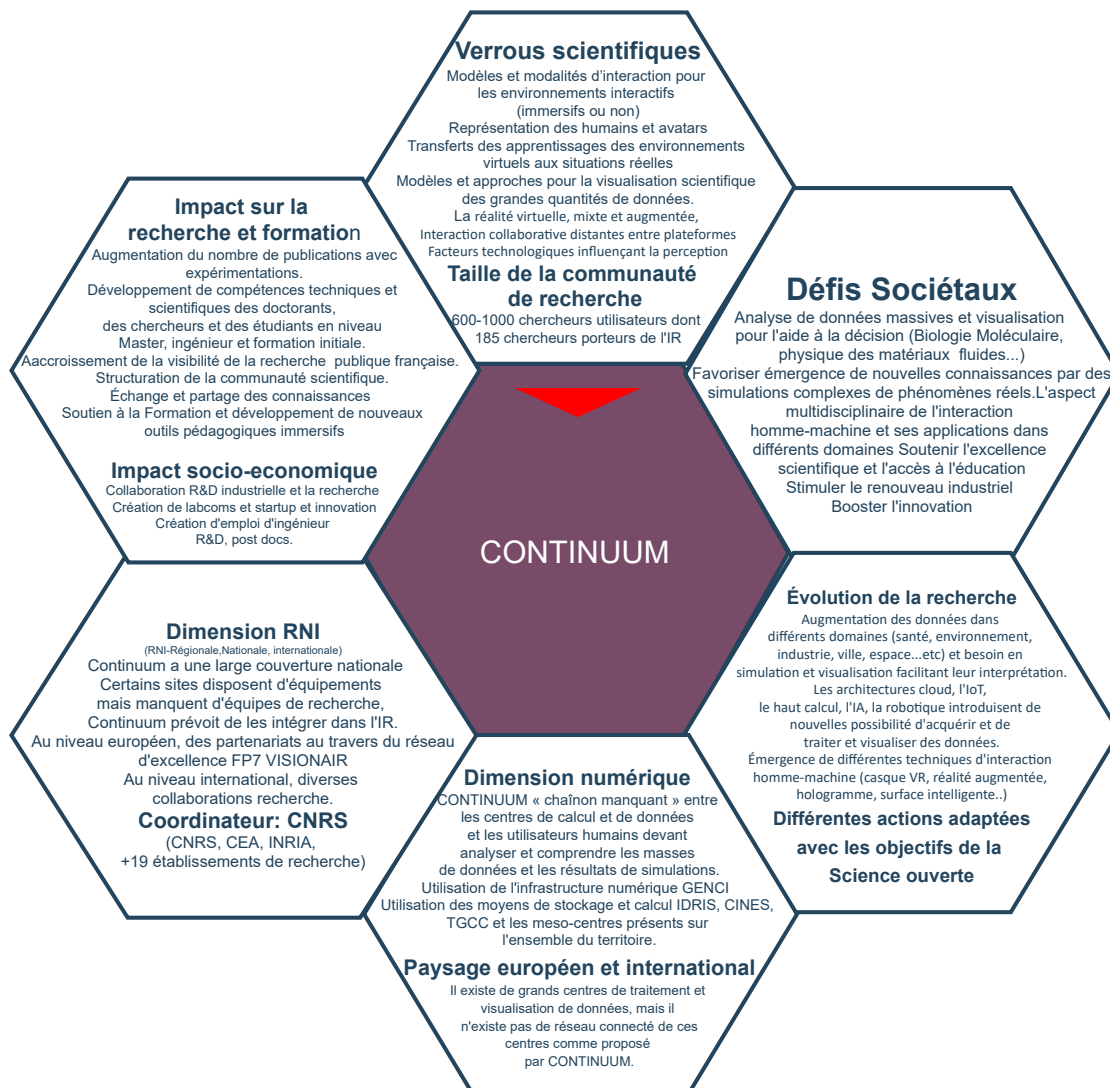 Verrous scientifiques
Modèles et modalités d'interaction pour
les environnements interactifs
(immersifs ou non)
Représentation des humains et avatars
Transferts des apprentissages des environnements
virtuels aux situations réelles
Modèles et approches pour la visualisation scientifique
des grandes quantités de données.
La réalité virtuelle, mixte et augmentée,
Interaction collaborative distantes entre plateformes
Facteurs technologiques influençant la perception
Taille de la communauté
de recherche
600-1000 chercheurs utilisateurs dont
185 chercheurs porteurs de l'IR
Impact sur la
recherche et formation
Augmentation du nombre de publications avec
expérimentations.
Développement de compétences techniques et
scientifiques des doctorants,
des chercheurs et des étudiants en niveau
Master, ingénieur et formation initiale.
Aaccroissement de la visibilité de la recherche publique française.
Structuration de la communauté scientifique.
Échange et partage des connaissances
Soutien à la Formation et développement de nouveaux
outils pédagogiques immersifs
Impact socio-economique
Collaboration R&D industrielle et la recherche
Création de labcoms et startup et innovation
Création d'emploi d'ingénieur
R&D, post docs.
Défis Sociétaux
Analyse de données massives et visualisation
pour l'aide à la décision (Biologie Moléculaire,
physique des matériaux fluides...)
Favoriser émergence de nouvelles connaissances par des
simulations complexes de phénomènes réels.L'aspect
multidisciplinaire de l'interaction
homme-machine et ses applications dans
différents domaines Soutenir l'excellence
scientifique et l'accès à l'éducation
Stimuler le renouveau industriel
Booster l'innovation
CONTINUUM
Dimension RNI
(RNI-Régionale,Nationale, internationale)
Continuum a une large couverture nationale
Certains sites disposent d'équipements
mais manquent d'équipes de recherche,
Continuum prévoit de les intégrer dans l'IR.
Au niveau européen, des partenariats au travers du réseau
d'excellence FP7 VISIONAIR
Au niveau international, diverses
collaborations recherche.
Coordinateur: CNRS
(CNRS, CEA, INRIA,
+19 établissements de recherche)
Évolution de la recherche
Augmentation des données dans
différents domaines (santé, environnement,
industrie, ville, espace...etc) et besoin en
simulation et visualisation facilitant leur interprétation.
Les architectures cloud, l'IoT,
le haut calcul, l'IA, la robotique introduisent de
nouvelles possibilité d'acquérir et de
traiter et visualiser des données.
Émergence de différentes techniques d'interaction
homme-machine (casque VR, réalité augmentée,
hologramme, surface intelligente..)
Différentes actions adaptées
avec les objectifs de la
Science ouverte
Dimension numérique
CONTINUUM « chaînon manquant » entre
les centres de calcul et de données
et les utilisateurs humains devant
analyser et comprendre les masses
de données et les résultats de simulations.
Utilisation de l'infrastructure numérique GENCI
Utilisation des moyens de stockage et calcul IDRIS, CINES,
TGCC et les meso-centres présents sur
l'ensemble du territoire.
Paysage européen et international
Il existe de grands centres de traitement et
visualisation de données, mais il
n'existe pas de réseau connecté de ces
centres comme proposé
par CONTINUUM.